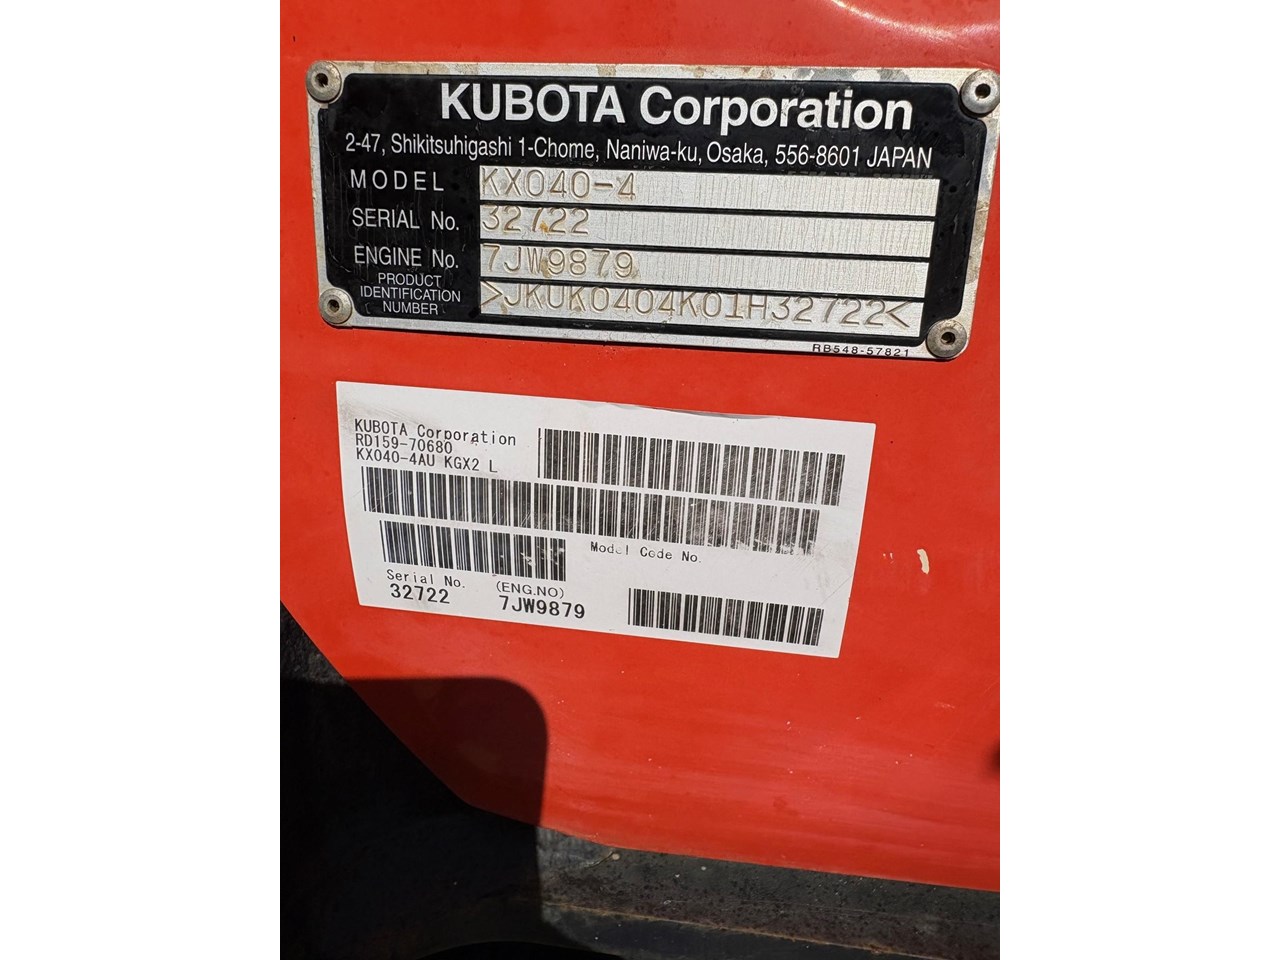 KUBOTA Corporation
2-47, Shikitsuhigashi 1-Chome, Naniwa-ku, Osaka, 556-8601 JAPAN
MODEL KX040-4
SERIAL No. 32722
ENGINE No. 7JW9879
PRODUCT IDENTIFICATION NUMBER >JKUK0404K01H32722<
RB548-57821
KUBOTA Corporation
RD159-70680
KX040-4AU KGX2 L
Model Code No.
Serial No. (ENG.NO)
32722 7JW9879